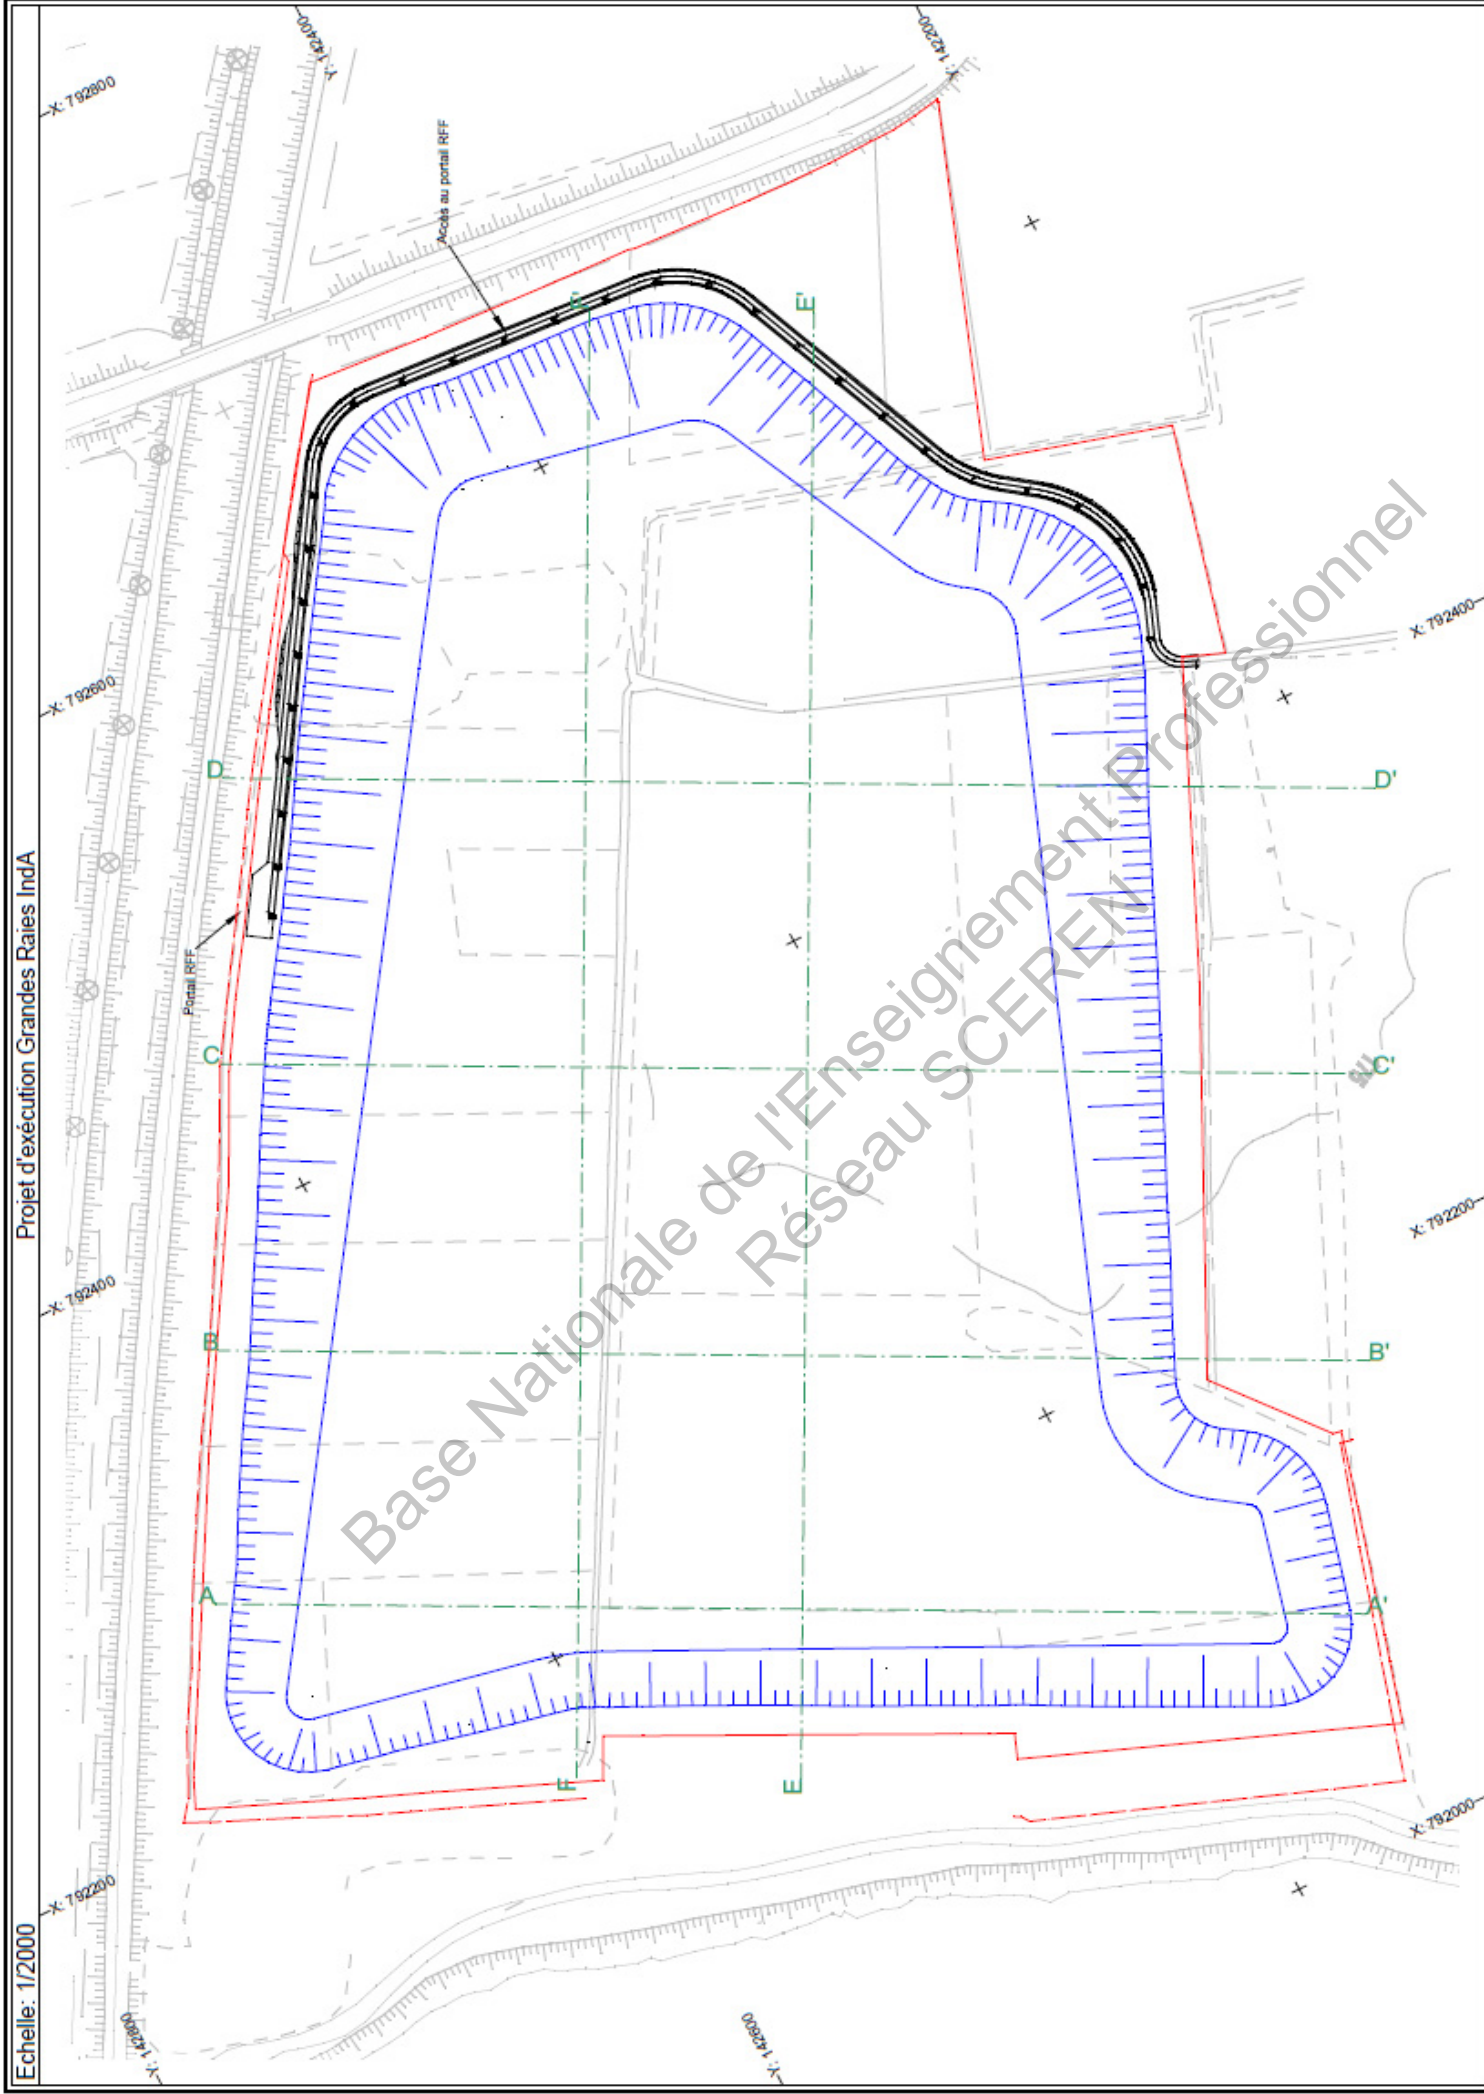 Projet d'exécution Grandes Raies IndA
Echelle: 1/2000
X: 792800
X: 792600
X: 792400
X: 792200
Y: 142400
Y: 142200
Y: 142800
Y: 142600
X: 792400
X: 792200
X: 792000
Accès au portail RFF
Portail RFF
D
D'
C
C'
B
B'
A
A'
E
E'
F
F'
Base Nationale de l'Enseignement Professionnel
Réseau SCEREN